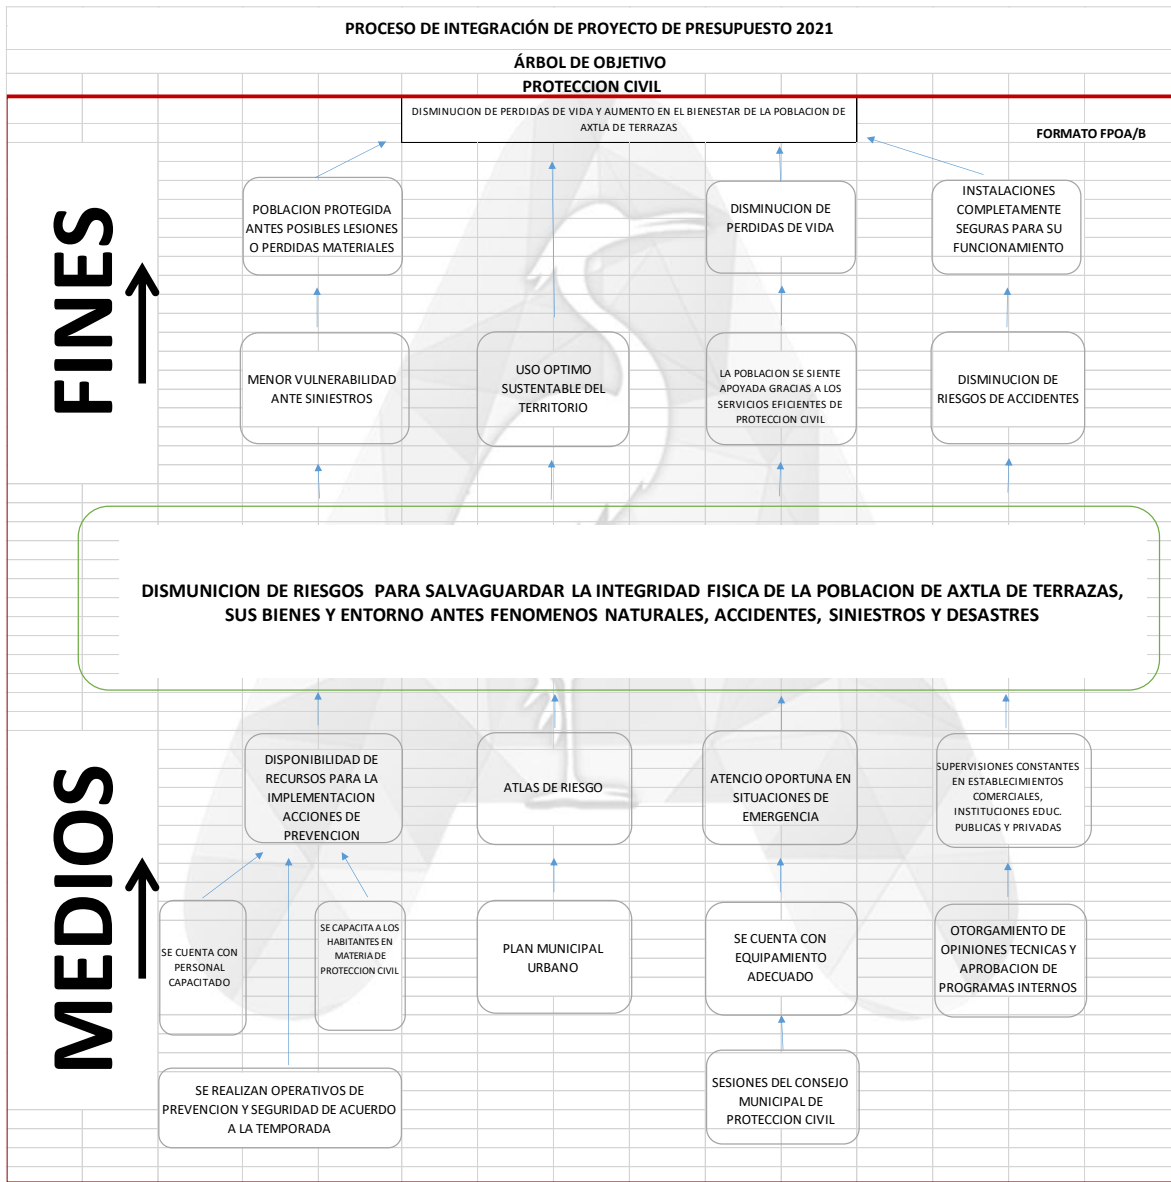 PROCESO DE INTEGRACIÓN DE PROYECTO DE PRESUPUESTO 2021
ÁRBOL DE OBJETIVO
PROTECCION CIVIL
DISMINUCION DE PERDIDAS DE VIDA Y AUMENTO EN EL BIENESTAR DE LA POBLACION DE
AXTLA DE TERRAZAS
FORMATO FPOA/B
FINES
POBLACION PROTEGIDA
ANTES POSIBLES LESIONES
O PERDIDAS MATERIALES
DISMINUCION DE
PERDIDAS DE VIDA
INSTALACIONES
COMPLETAMENTE
SEGURAS PARA SU
FUNCIONAMIENTO
MENOR VULNERABILIDAD
ANTE SINIESTROS
USO OPTIMO
SUSTENTABLE DEL
TERRITORIO
LA POBLACION SE SIENTE
APOYADA GRACIAS A LOS
SERVICIOS EFICIENTES DE
PROTECCION CIVIL
DISMINUCION DE
RIESGOS DE ACCIDENTES
DISMUNICION DE RIESGOS PARA SALVAGUARDAR LA INTEGRIDAD FISICA DE LA POBLACION DE AXTLA DE TERRAZAS,
SUS BIENES Y ENTORNO ANTES FENOMENOS NATURALES, ACCIDENTES, SINIESTROS Y DESASTRES
MEDIOS
DISPONIBILIDAD DE
RECURSOS PARA LA
IMPLEMENTACION
ACCIONES DE
PREVENCION
ATLAS DE RIESGO
ATENCIO OPORTUNA EN
SITUACIONES DE
EMERGENCIA
SUPERVISIONES CONSTANTES
EN ESTABLECIMIENTOS
COMERCIALES,
INSTITUCIONES EDUC.
PUBLICAS Y PRIVADAS
SE CUENTA CON
PERSONAL
CAPACITADO
SE CAPACITA A LOS
HABITANTES EN
MATERIA DE
PROTECCION CIVIL
PLAN MUNICIPAL
URBANO
SE CUENTA CON
EQUIPAMIENTO
ADECUADO
OTORGAMIENTO DE
OPINIONES TECNICAS Y
APROBACION DE
PROGRAMAS INTERNOS
SE REALIZAN OPERATIVOS DE
PREVENCION Y SEGURIDAD DE ACUERDO
A LA TEMPORADA
SESIONES DEL CONSEJO
MUNICIPAL DE
PROTECCION CIVIL